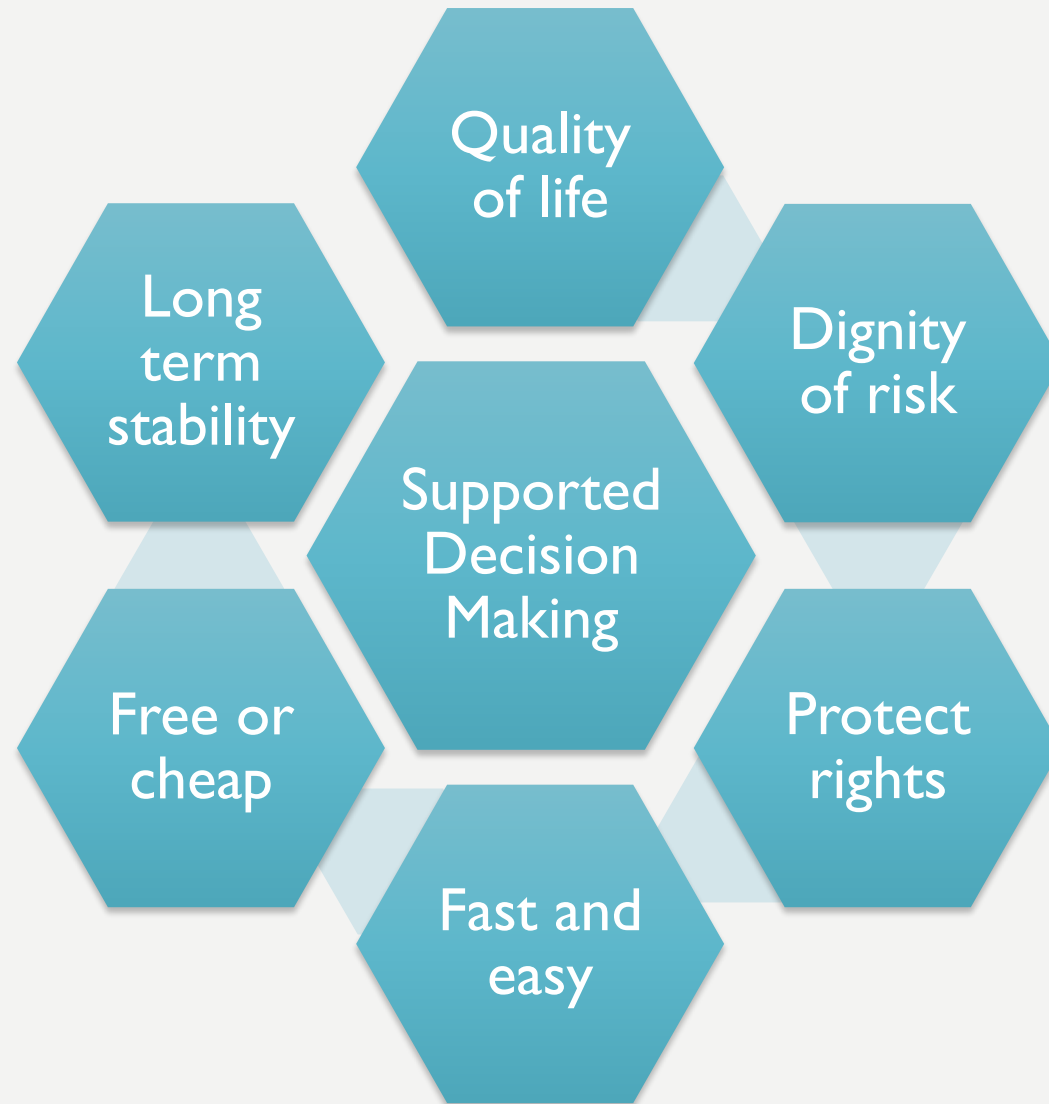 Quality
of life
Dignity
of risk
Protect
rights
Fast and
easy
Free or
cheap
Long
term
stability
Supported
Decision
Making